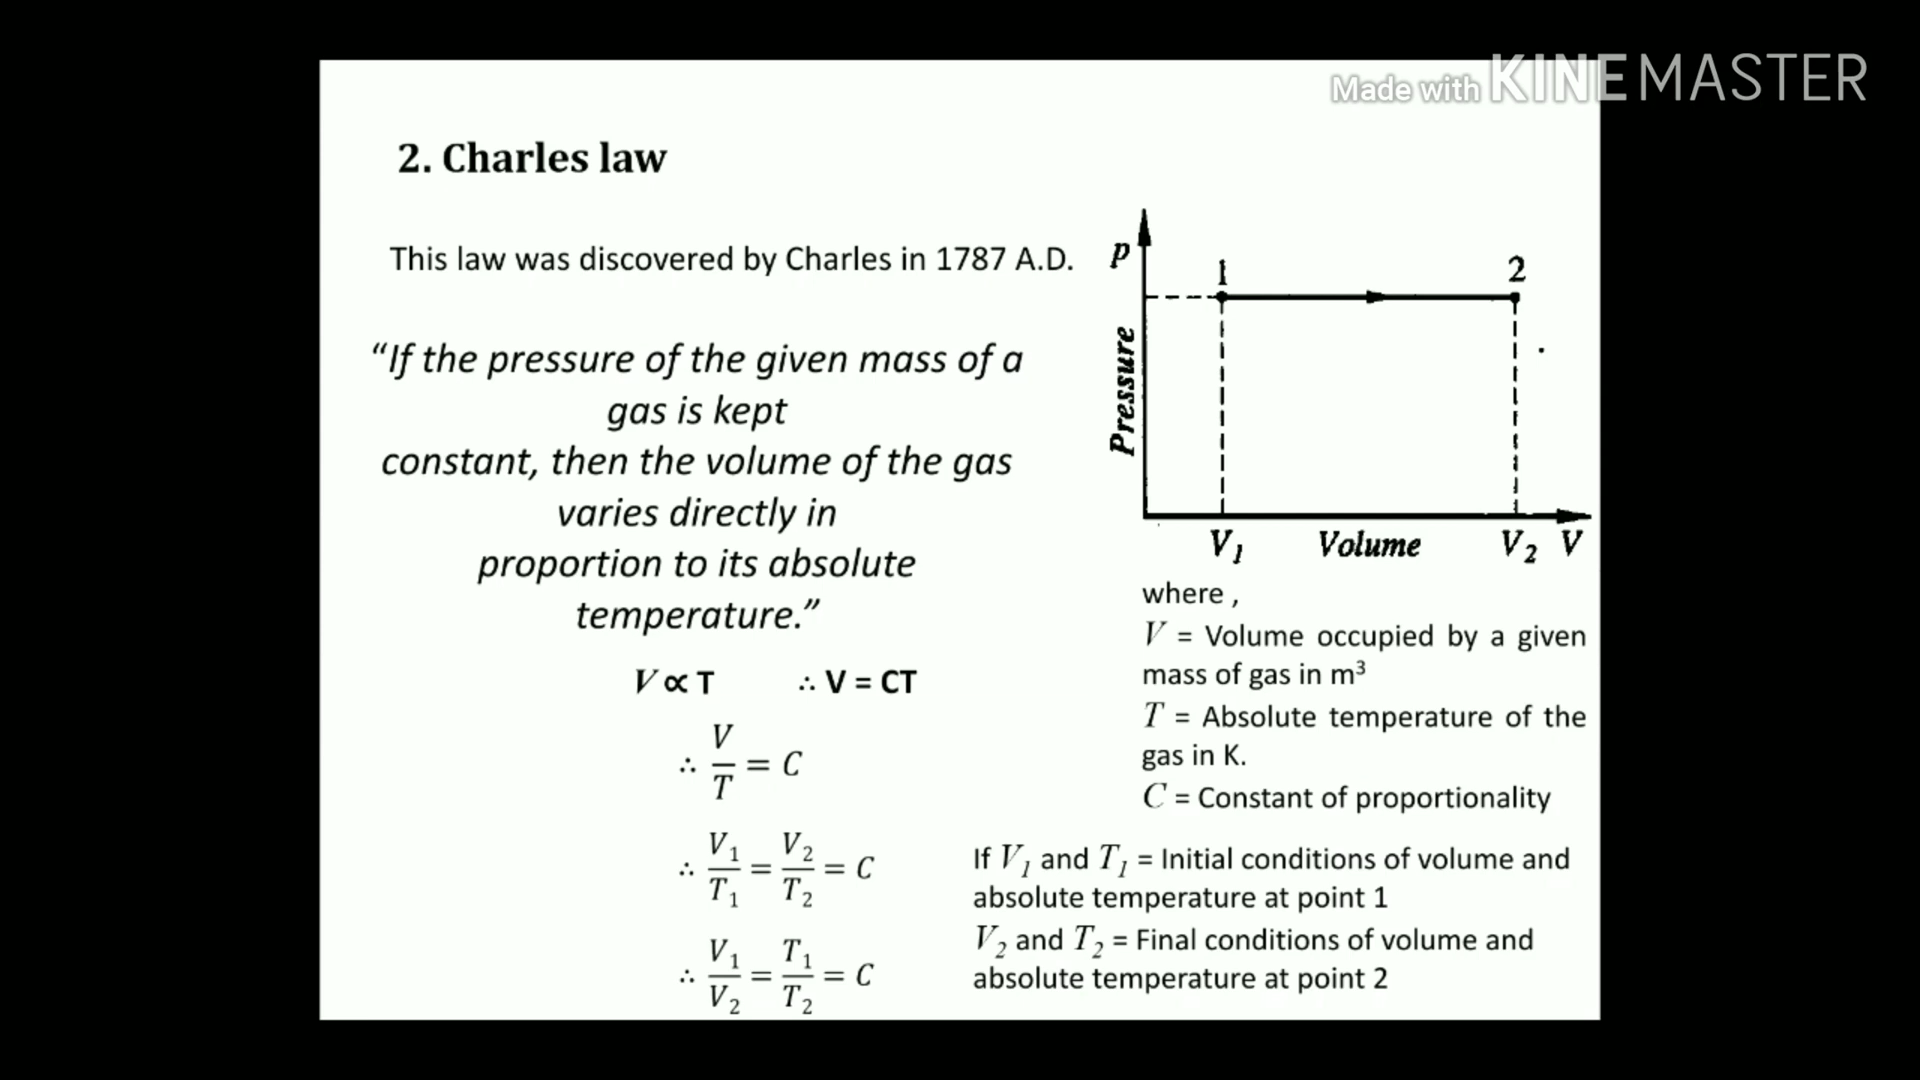 Made with KINEMASTER
2. Charles law
This law was discovered by Charles in 1787 A.D.
“If the pressure of the given mass of a
gas is kept
constant, then the volume of the gas
varies directly in
proportion to its absolute
temperature.”
V ∝ T ∴ V = CT
∴ V/T = C
∴ V₁/T₁ = V₂/T₂ = C
∴ V₁/V₂ = T₁/T₂ = C
p
Pressure
1
2
V₁ Volume V₂ V
where ,
V = Volume occupied by a given
mass of gas in m³
T = Absolute temperature of the
gas in K.
C = Constant of proportionality
If V₁ and T₁ = Initial conditions of volume and
absolute temperature at point 1
V₂ and T₂ = Final conditions of volume and
absolute temperature at point 2